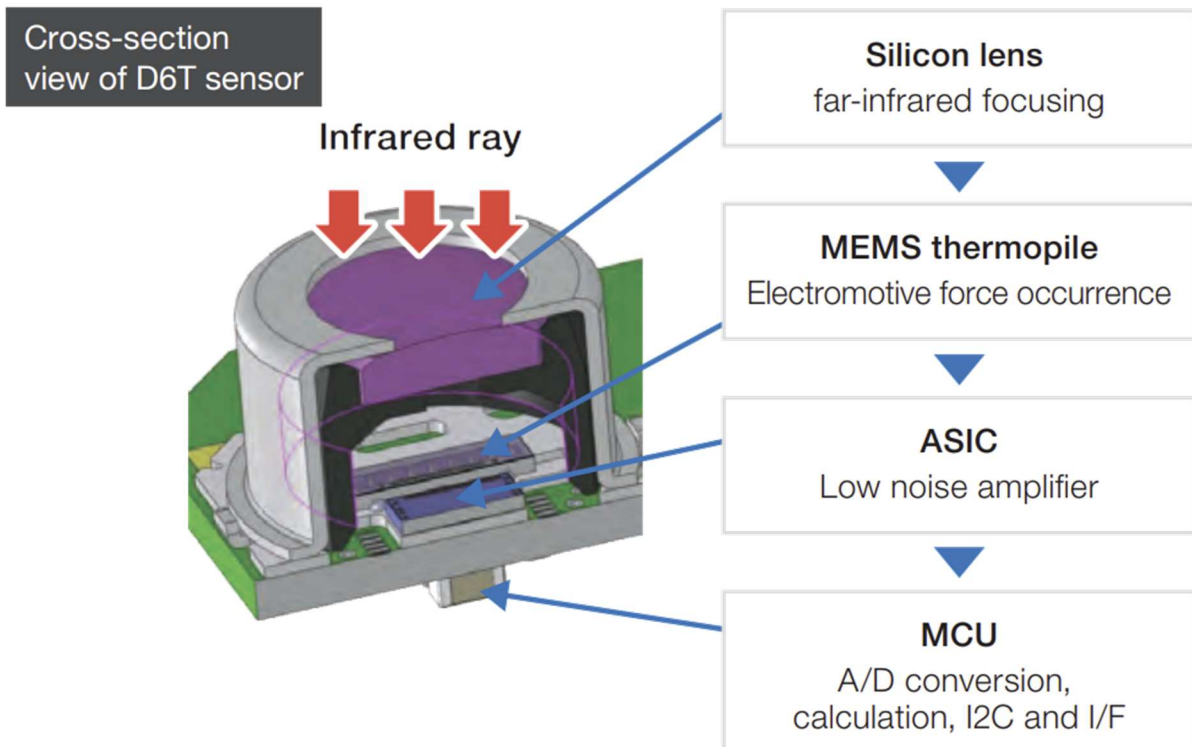 Cross-section
view of D6T sensor
Infrared ray
Silicon lens
far-infrared focusing
MEMS thermopile
Electromotive force occurrence
ASIC
Low noise amplifier
MCU
A/D conversion,
calculation, I2C and I/F